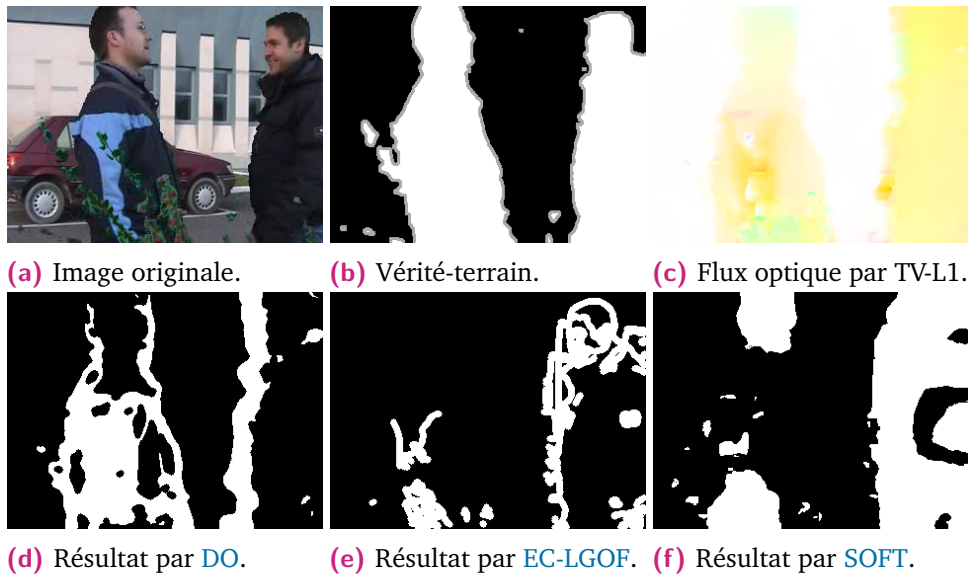 (a) Image originale.
(b) Vérité-terrain.
(c) Flux optique par TV-L1.
(d) Résultat par DO.
(e) Résultat par EC-LGOF.
(f) Résultat par SOFT.